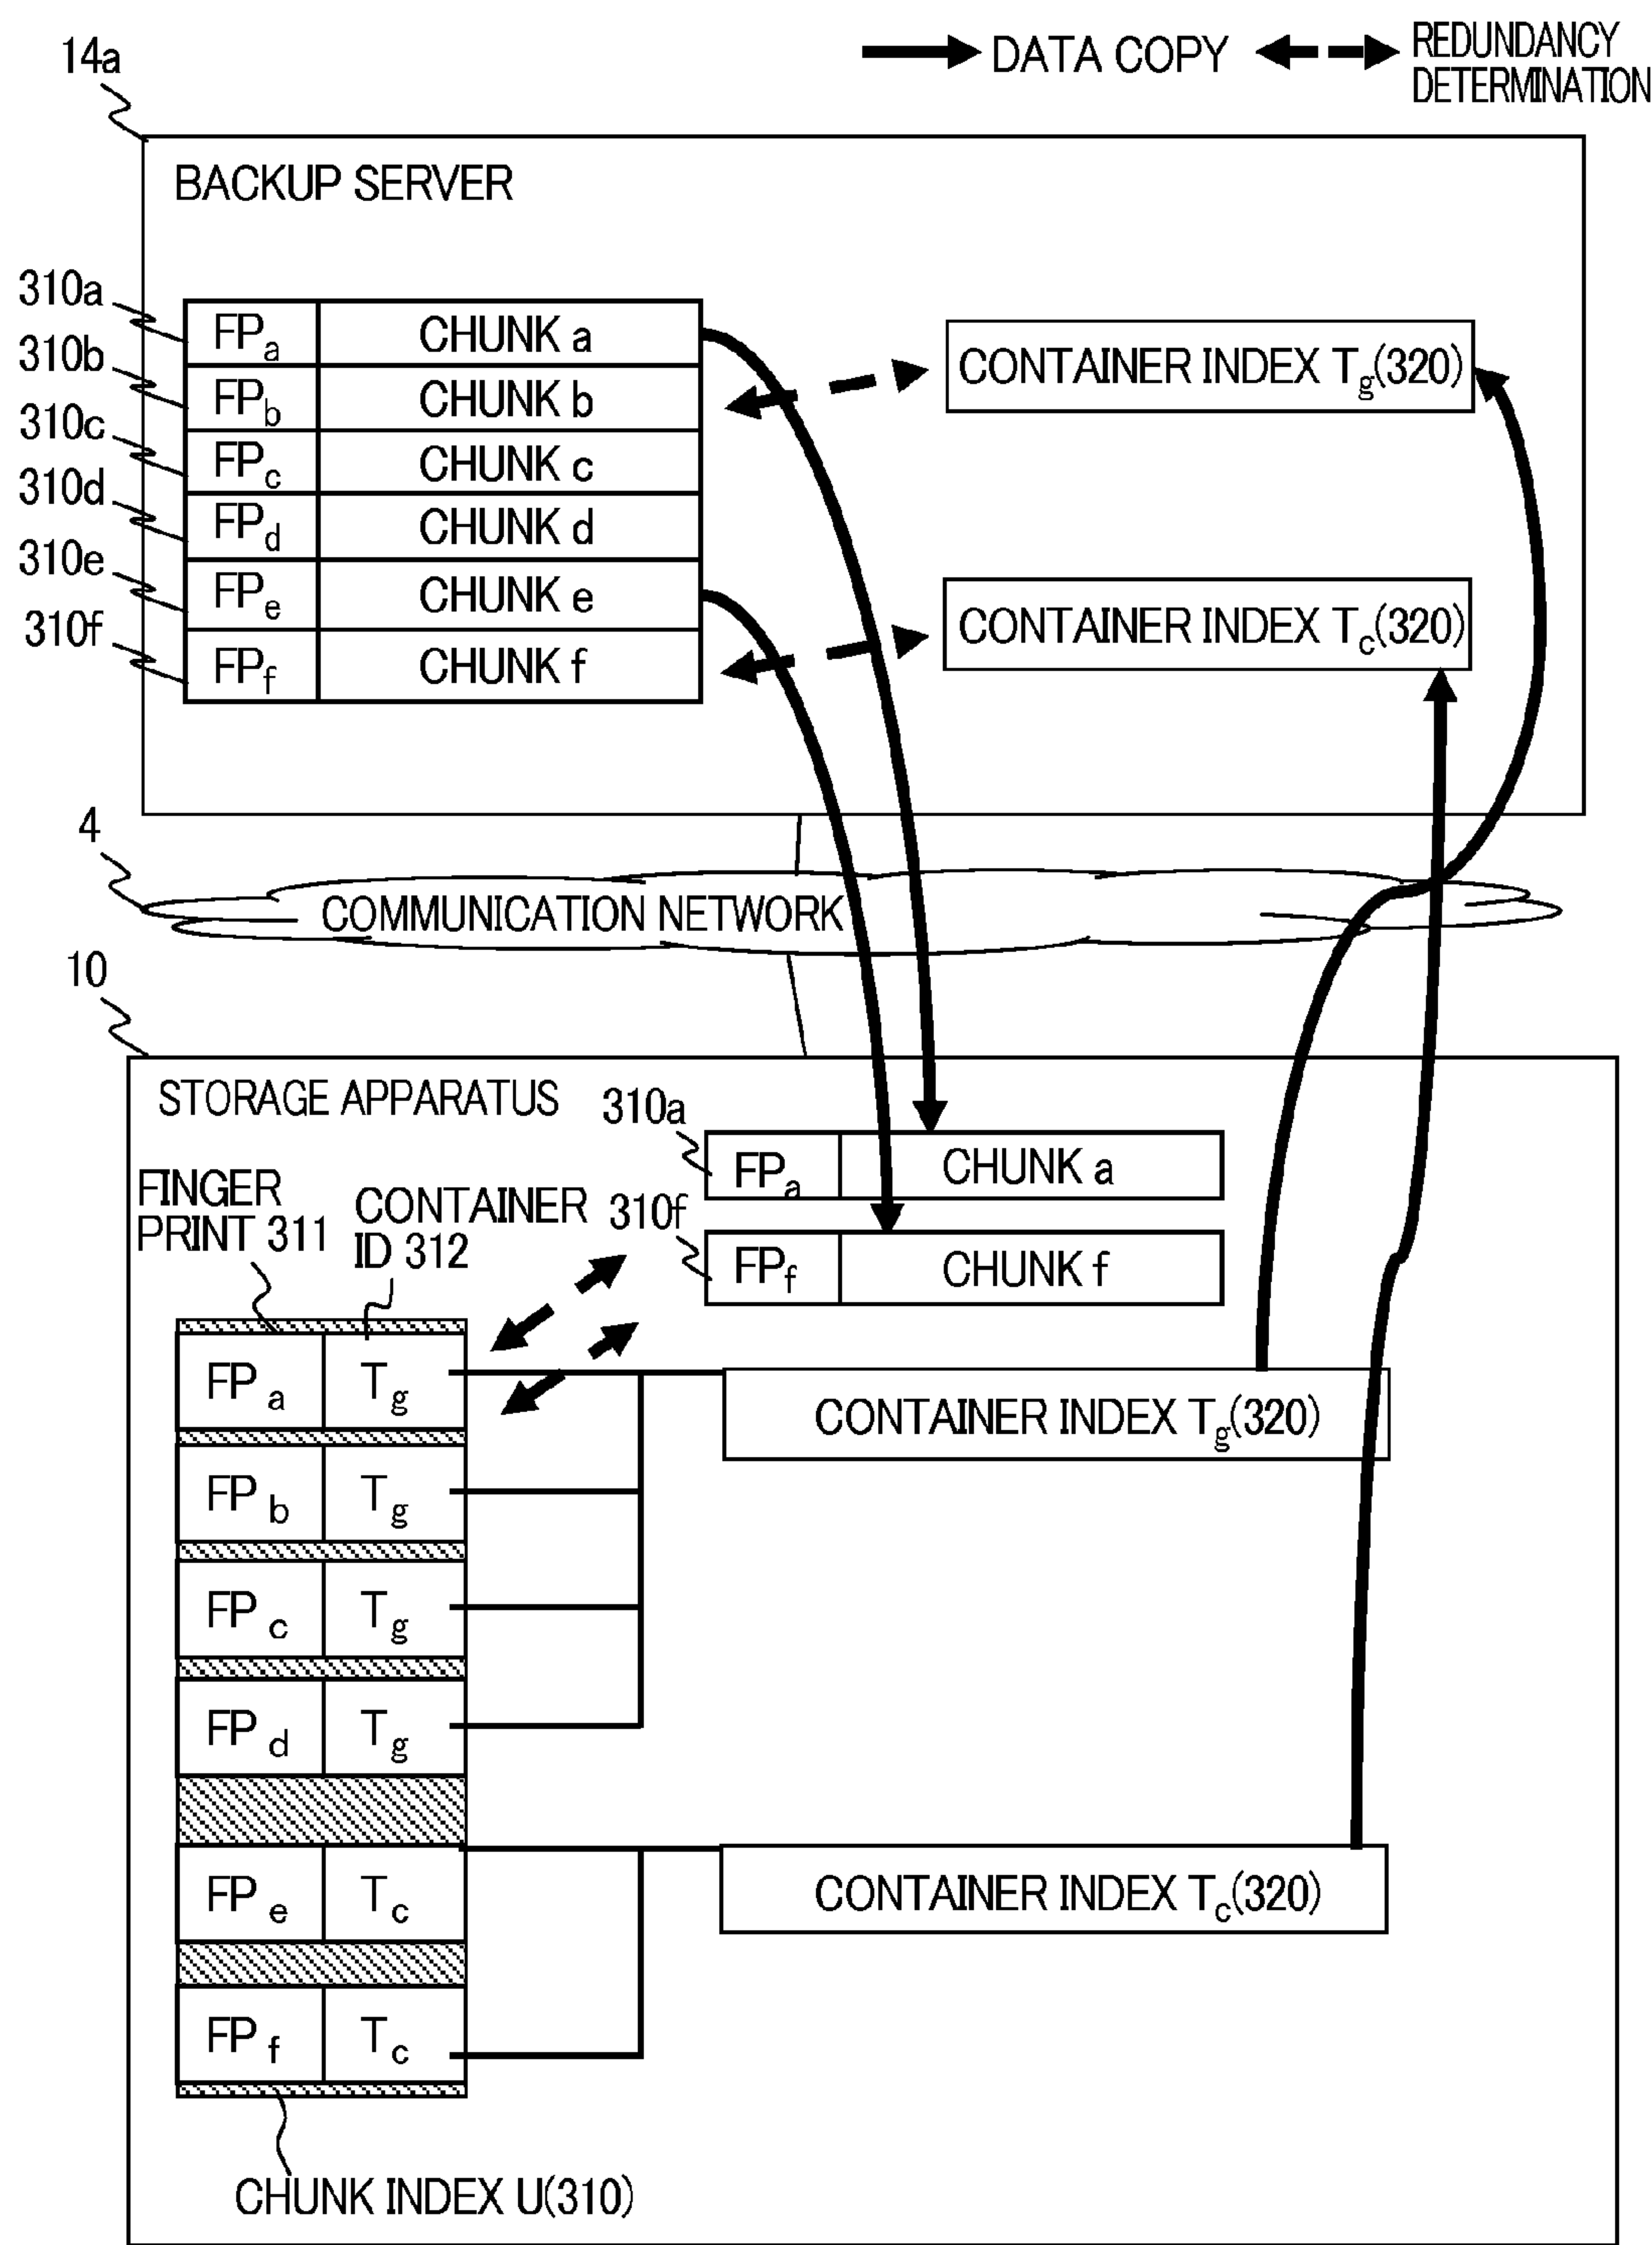 14a
DATA COPY
REDUNDANCY
DETERMINATION
BACKUP SERVER
310a
FPa CHUNK a
310b
FPb CHUNK b
310c
FPc CHUNK c
310d
FPd CHUNK d
310e
FPe CHUNK e
310f
FPf CHUNK f
CONTAINER INDEX Tg(320)
CONTAINER INDEX Tc(320)
4
COMMUNICATION NETWORK
10
STORAGE APPARATUS
310a
FPa CHUNK a
310f
FPf CHUNK f
FINGER
PRINT 311
CONTAINER
ID 312
FP a Tg
FP b Tg
FP c Tg
FP d Tg
FP e Tc
FP f Tc
CONTAINER INDEX Tg(320)
CONTAINER INDEX Tc(320)
CHUNK INDEX U(310)